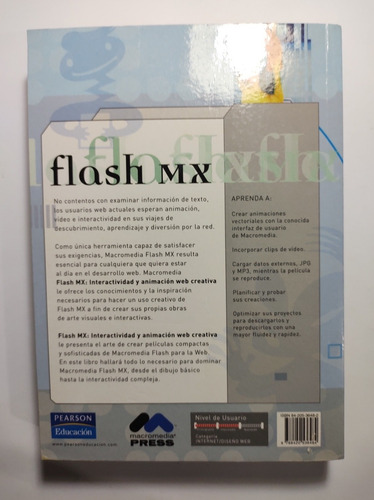 flash MX
No contentos con examinar información de texto,
los usuarios web actuales esperan animación,
vídeo e interactividad en sus viajes de
descubrimiento, aprendizaje y diversión por la red.
Como única herramienta capaz de satisfacer
sus exigencias, Macromedia Flash MX resulta
esencial para cualquiera que quiera estar
al día en el desarrollo web. Macromedia
Flash MX: Interactividad y animación web creativa
le ofrece los conocimientos y la inspiración
necesarios para hacer un uso creativo de
Flash MX a fin de crear sus propias obras
de arte visuales e interactivas.
Flash MX: Interactividad y animación web creativa
le presenta el arte de crear películas compactas
y sofisticadas de Macromedia Flash para la Web.
En este libro hallará todo lo necesario para dominar
Macromedia Flash MX, desde el dibujo básico
hasta la interactividad compleja.
APRENDA A:
Crear animaciones
vectoriales con la conocida
interfaz de usuario
de Macromedia.
Incorporar clips de vídeo.
Cargar datos externos, JPG
y MP3, mientras la película
se reproduce.
Planificar y probar
sus creaciones.
Optimizar sus proyectos
para descargarlos y
reproducirlos con una
mayor fluidez y rapidez.
PEARSON
Educación
www.pearsoneducacion.com
macromedia
PRESS
Nivel de Usuario
Categoría
INTERNET/DISEÑO WEB